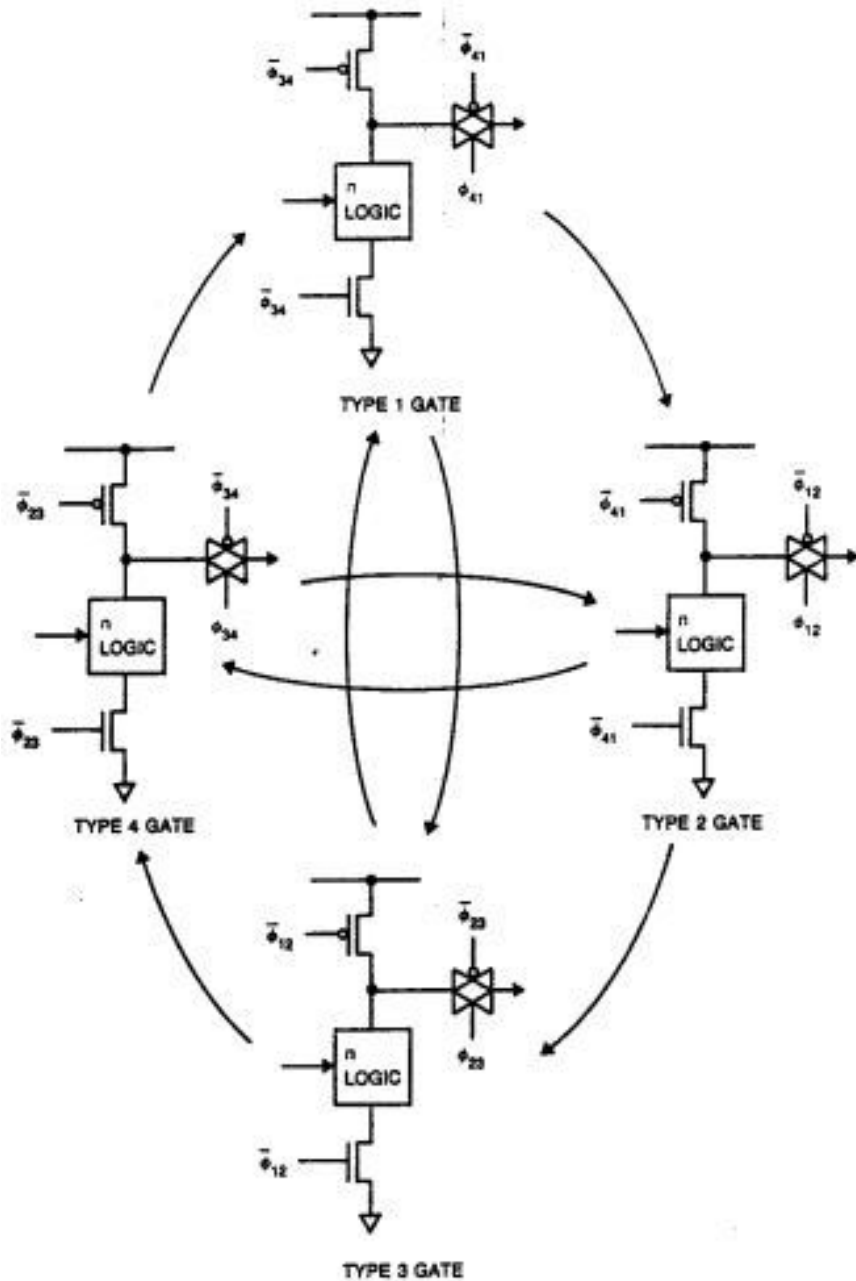 ϕ̅₄₁
ϕ̅₃₄
ϕ₄₁
n
LOGIC
ϕ̅₃₄
TYPE 1 GATE
ϕ̅₃₄
ϕ̅₂₃
ϕ₃₄
n
LOGIC
ϕ̅₂₃
TYPE 4 GATE
ϕ̅₁₂
ϕ̅₄₁
ϕ₁₂
n
LOGIC
ϕ̅₄₁
TYPE 2 GATE
ϕ̅₂₃
ϕ̅₁₂
ϕ₂₃
n
LOGIC
ϕ̅₁₂
TYPE 3 GATE